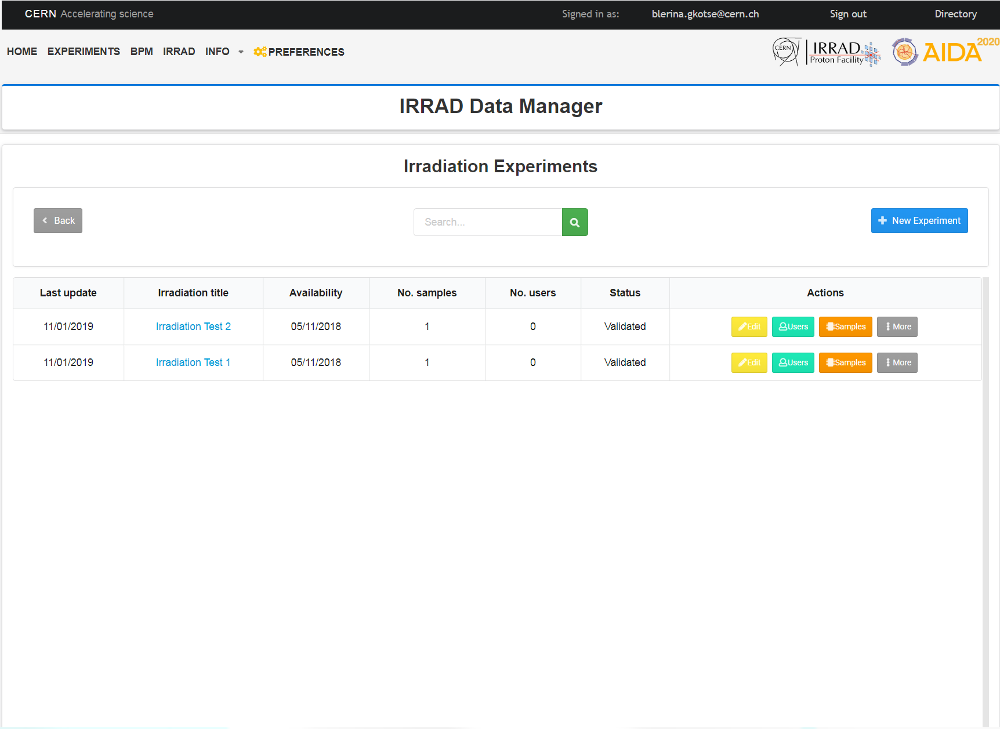 CERN Accelerating science Signed in as: blerina.gkotse@cern.ch Sign out Directory
HOME EXPERIMENTS BPM IRRAD INFO PREFERENCES
CERN IRRAD Proton Facility AIDA 2020
IRRAD Data Manager
Irradiation Experiments
Back Search... New Experiment
Last update Irradiation title Availability No. samples No. users Status Actions
11/01/2019 Irradiation Test 2 05/11/2018 1 0 Validated Edit Users Samples More
11/01/2019 Irradiation Test 1 05/11/2018 1 0 Validated Edit Users Samples More